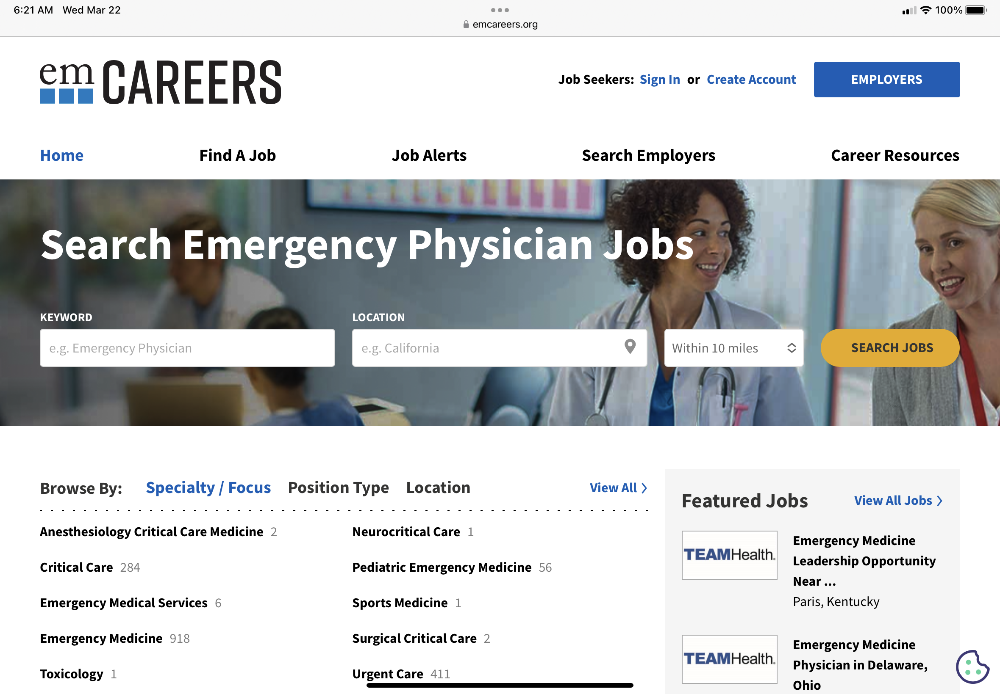 6:21 AM Wed Mar 22
100%
emcareers.org
em CAREERS
Job Seekers: Sign In or Create Account
EMPLOYERS
Home
Find A Job
Job Alerts
Search Employers
Career Resources
Search Emergency Physician Jobs
KEYWORD
e.g. Emergency Physician
LOCATION
e.g. California
Within 10 miles
SEARCH JOBS
Browse By:
Specialty / Focus
Position Type
Location
View All
Anesthesiology Critical Care Medicine 2
Critical Care 284
Emergency Medical Services 6
Emergency Medicine 918
Toxicology 1
Neurocritical Care 1
Pediatric Emergency Medicine 56
Sports Medicine 1
Surgical Critical Care 2
Urgent Care 411
Featured Jobs
View All Jobs
TEAMHealth.
Emergency Medicine
Leadership Opportunity
Near ...
Paris, Kentucky
TEAMHealth.
Emergency Medicine
Physician in Delaware,
Ohio